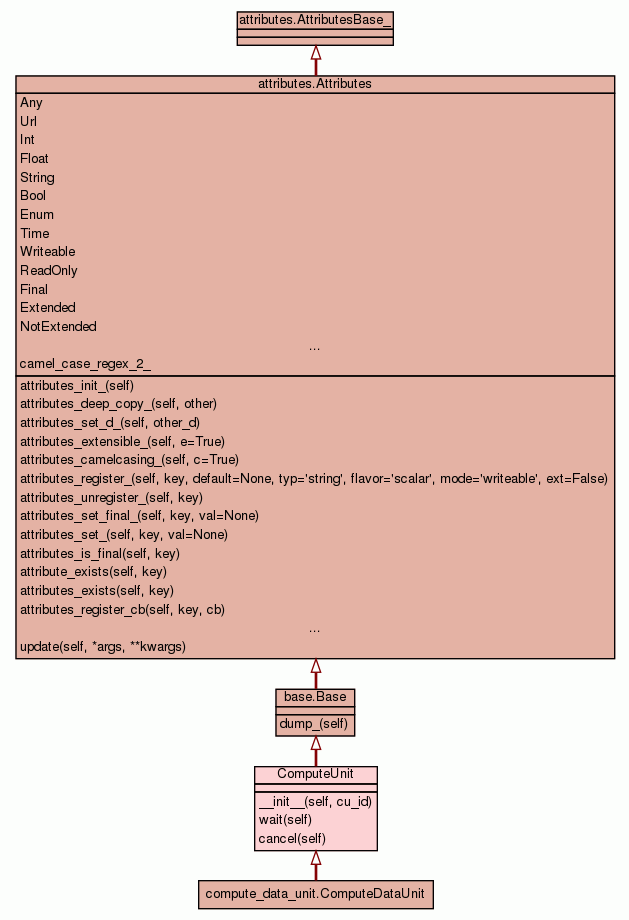 attributes.AttributesBase_
attributes.Attributes
Any
Url
Int
Float
String
Bool
Enum
Time
Writeable
ReadOnly
Final
Extended
NotExtended
...
camel_case_regex_2_
attributes_init_(self)
attributes_deep_copy_(self, other)
attributes_set_d_(self, other_d)
attributes_extensible_(self, e=True)
attributes_camelcasing_(self, c=True)
attributes_register_(self, key, default=None, typ='string', flavor='scalar', mode='writeable', ext=False)
attributes_unregister_(self, key)
attributes_set_final_(self, key, val=None)
attributes_set_(self, key, val=None)
attributes_is_final(self, key)
attribute_exists(self, key)
attributes_exists(self, key)
attributes_register_cb(self, key, cb)
...
update(self, *args, **kwargs)
base.Base
dump_(self)
ComputeUnit
__init__(self, cu_id)
wait(self)
cancel(self)
compute_data_unit.ComputeDataUnit